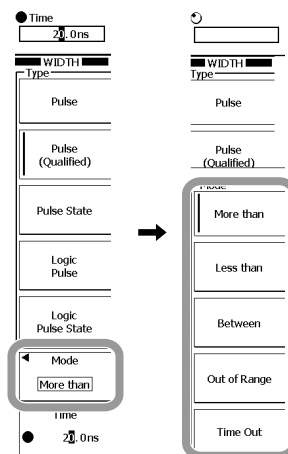 Time
20.0ns
WIDTH
Type
Pulse
Pulse
(Qualified)
Pulse State
Logic
Pulse
Logic
Pulse State
Mode
More than
Time
20.0ns
WIDTH
Type
Pulse
Pulse
(Qualified)
Mode
More than
Less than
Between
Out of Range
Time Out